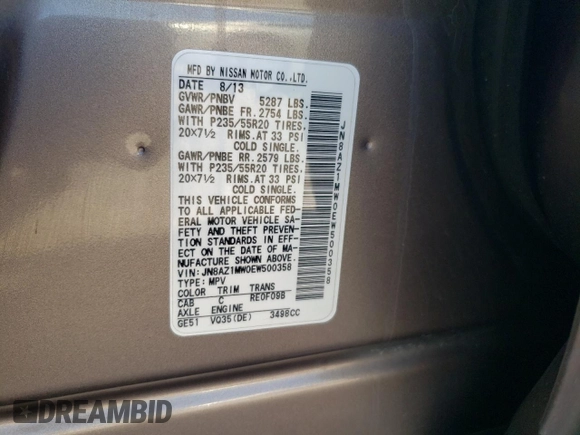 MFD BY NISSAN MOTOR CO.,LTD.
DATE 8/13
GVWR/PNBV 5287 LBS.
GAWR/PNBE FR. 2754 LBS.
WITH P235/55R20 TIRES.
20X7½ RIMS. AT 33 PSI
COLD SINGLE.
GAWR/PNBE RR. 2579 LBS.
WITH P235/55R20 TIRES.
20X7½ RIMS. AT 33 PSI
COLD SINGLE.
THIS VEHICLE CONFORMS
TO ALL APPLICABLE FED-
ERAL MOTOR VEHICLE SA-
FETY AND THEFT PREVEN-
TION STANDARDS IN EFF-
ECT ON THE DATE OF MA-
NUFACTURE SHOWN ABOVE.
VIN: JN8AZ1MW0EW500358
TYPE: MPV
COLOR TRIM TRANS
CAB C RE0F09B
AXLE ENGINE
GE51 VQ35(DE) 3498CC
JN8AZ1MW0EW500358
DREAMBID